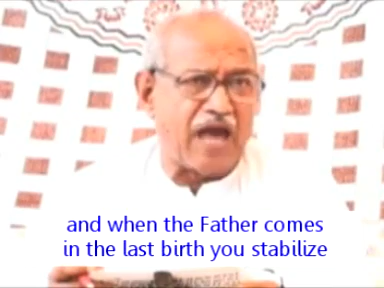 and when the Father comes
in the last birth you stabilize